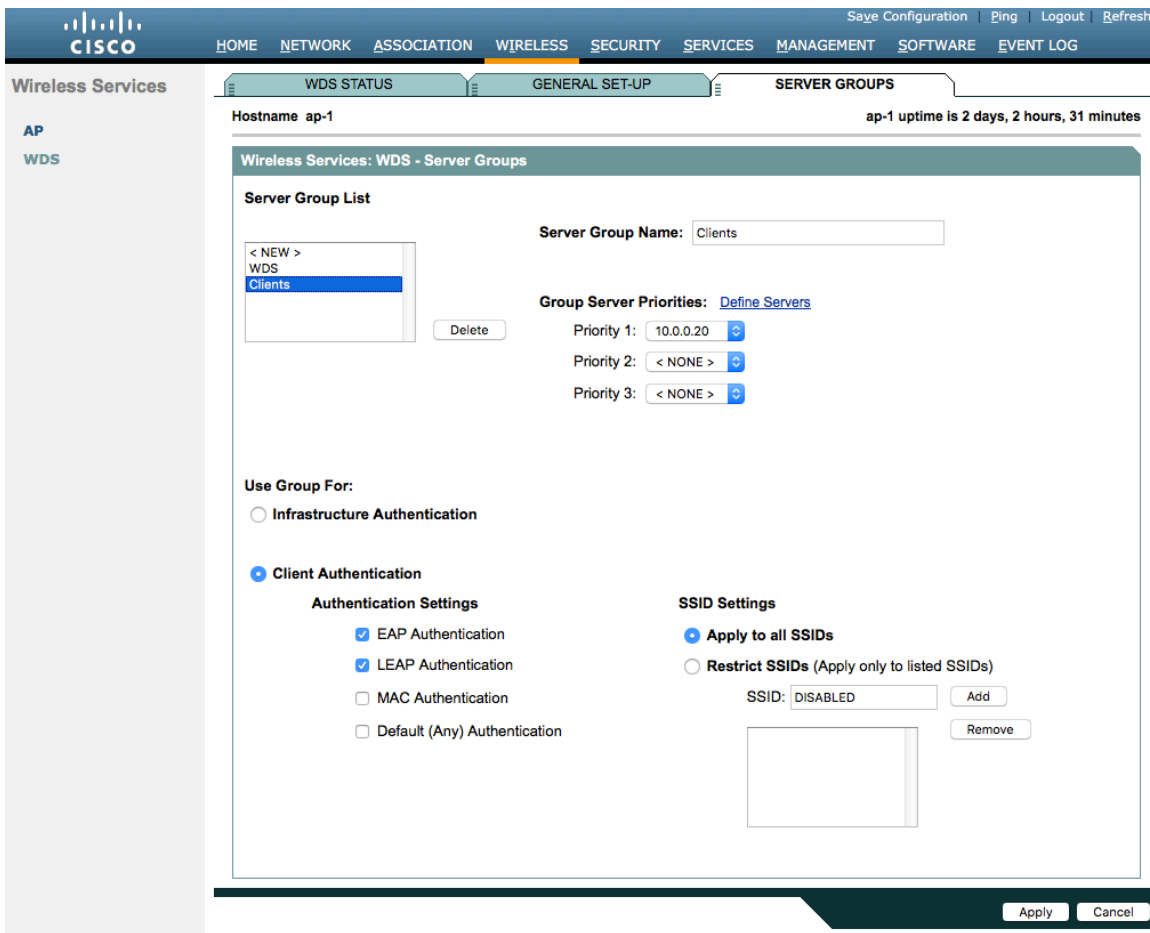 Save Configuration | Ping | Logout | Refresh
CISCO
HOME NETWORK ASSOCIATION WIRELESS SECURITY SERVICES MANAGEMENT SOFTWARE EVENT LOG
Wireless Services
AP
WDS
WDS STATUS
GENERAL SET-UP
SERVER GROUPS
Hostname ap-1
ap-1 uptime is 2 days, 2 hours, 31 minutes
Wireless Services: WDS - Server Groups
Server Group List
< NEW >
WDS
Clients
Delete
Server Group Name: Clients
Group Server Priorities: Define Servers
Priority 1: 10.0.0.20
Priority 2: < NONE >
Priority 3: < NONE >
Use Group For:
Infrastructure Authentication
Client Authentication
Authentication Settings
EAP Authentication
LEAP Authentication
MAC Authentication
Default (Any) Authentication
SSID Settings
Apply to all SSIDs
Restrict SSIDs (Apply only to listed SSIDs)
SSID: DISABLED
Add
Remove
Apply
Cancel